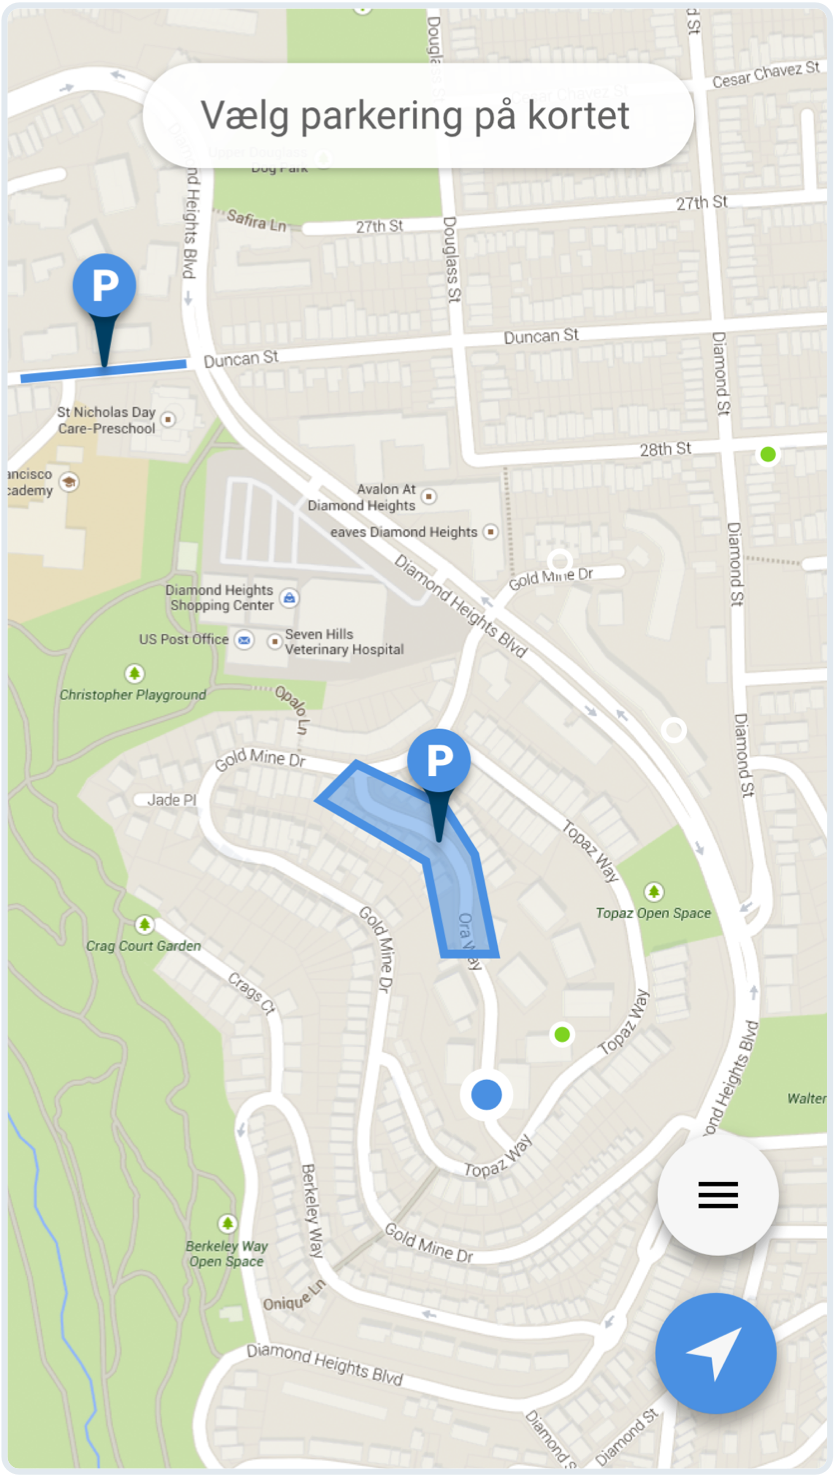 Cesar Chavez St
Vælg parkering på kortet
Dog Park
Heights Blvd
Safira Ln
27th St
27th St
Douglass St
P
Duncan St
Duncan St
Diamond St
St Nicholas Day
Care-Preschool
28th St
ancisco
cademy
Avalon At
Diamond Heights
eaves Diamond Heights
Diamond St
Gold Mine Dr
Diamond Heights Blvd
Diamond Heights
Shopping Center
US Post Office
Seven Hills
Veterinary Hospital
Christopher Playground
Opalo Ln
Diamond St
Gold Mine Dr
P
Jade Pl
Topaz Way
Topaz Open Space
Gold Mine Dr
Ora Way
Crag Court Garden
Crags Ct
Topaz Way
ond Heights Blvd
Walter
Topaz Way
Berkeley Way
Gold Mine Dr
Berkeley Way
Open Space
Onique Ln
Diamond Heights Blvd
Diamond S
Diamond St